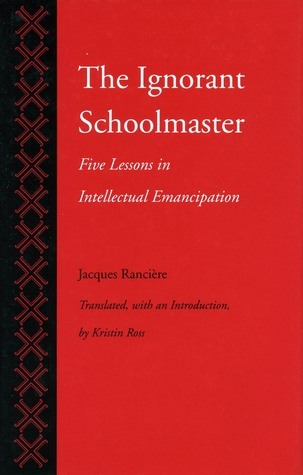 The Ignorant
Schoolmaster
Five Lessons in
Intellectual Emancipation
Jacques Rancière
Translated, with an Introduction,
by Kristin Ross